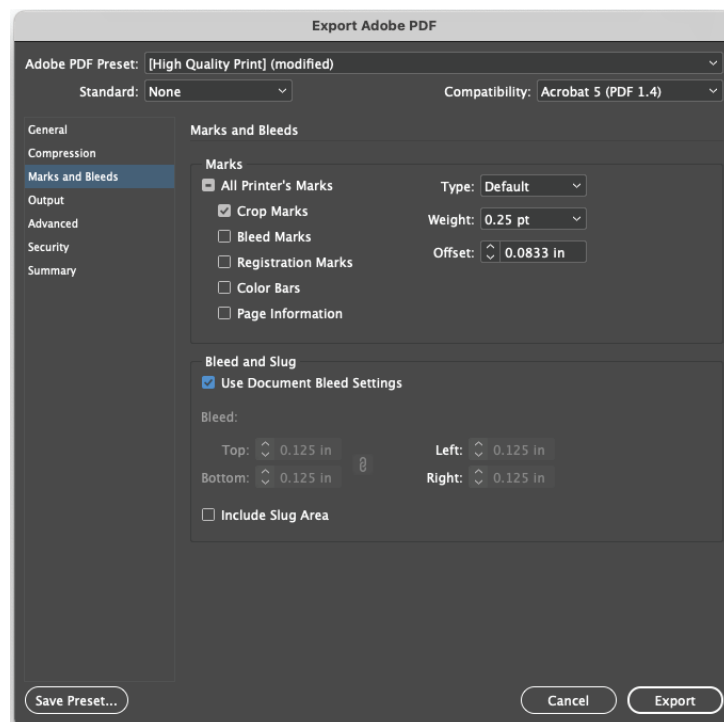 Export Adobe PDF
Adobe PDF Preset: [High Quality Print] (modified)
Standard: None Compatibility: Acrobat 5 (PDF 1.4)
General
Compression
Marks and Bleeds
Output
Advanced
Security
Summary
Marks and Bleeds
Marks
All Printer's Marks
Crop Marks
Bleed Marks
Registration Marks
Color Bars
Page Information
Type: Default
Weight: 0.25 pt
Offset: 0.0833 in
Bleed and Slug
Use Document Bleed Settings
Bleed:
Top: 0.125 in Left: 0.125 in
Bottom: 0.125 in Right: 0.125 in
Include Slug Area
Save Preset... Cancel Export